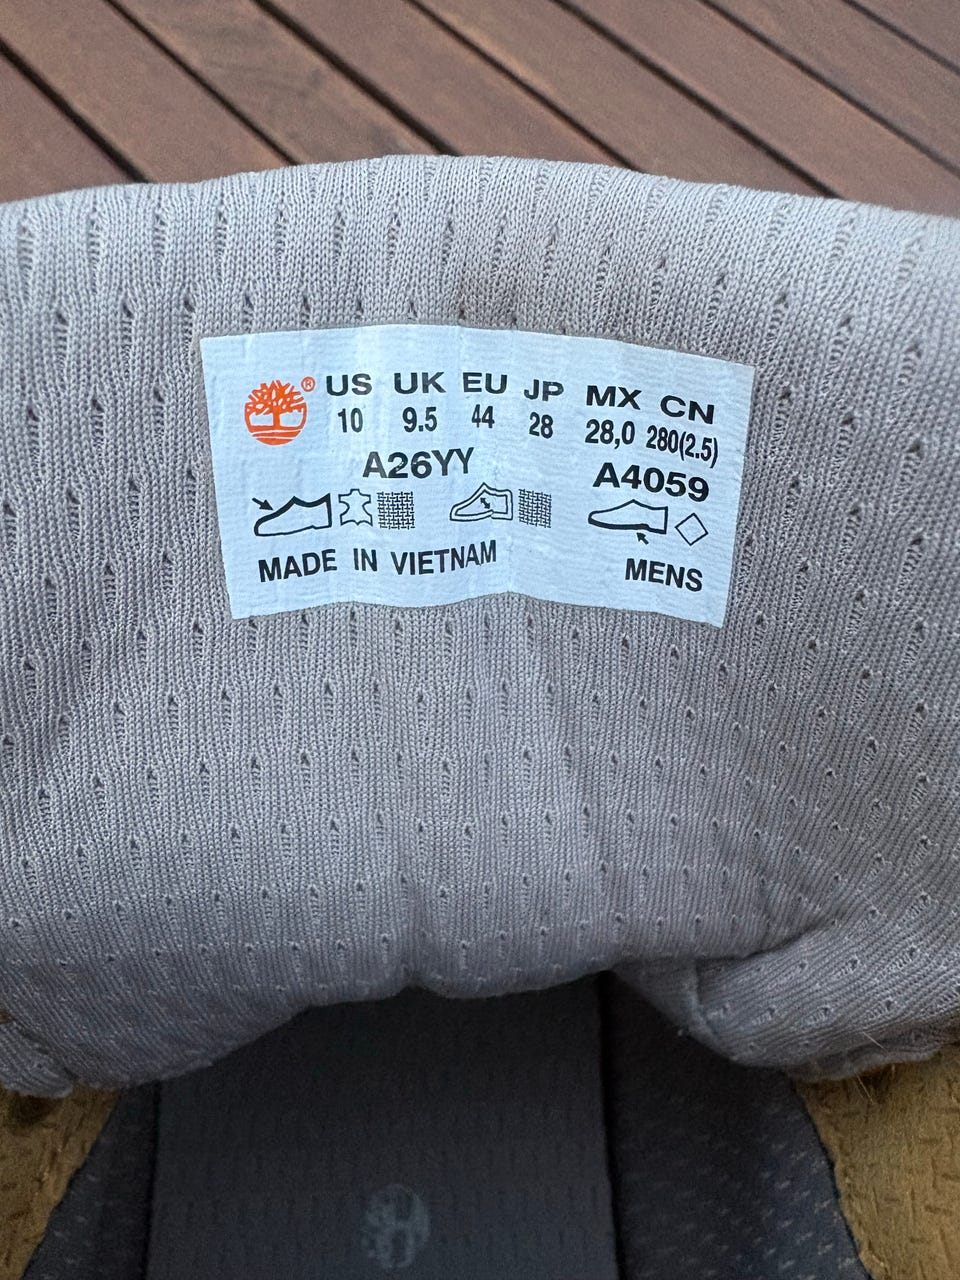 ® US UK EU JP MX CN
10 9.5 44 28 28,0 280(2.5)
A26YY A4059
MADE IN VIETNAM MENS